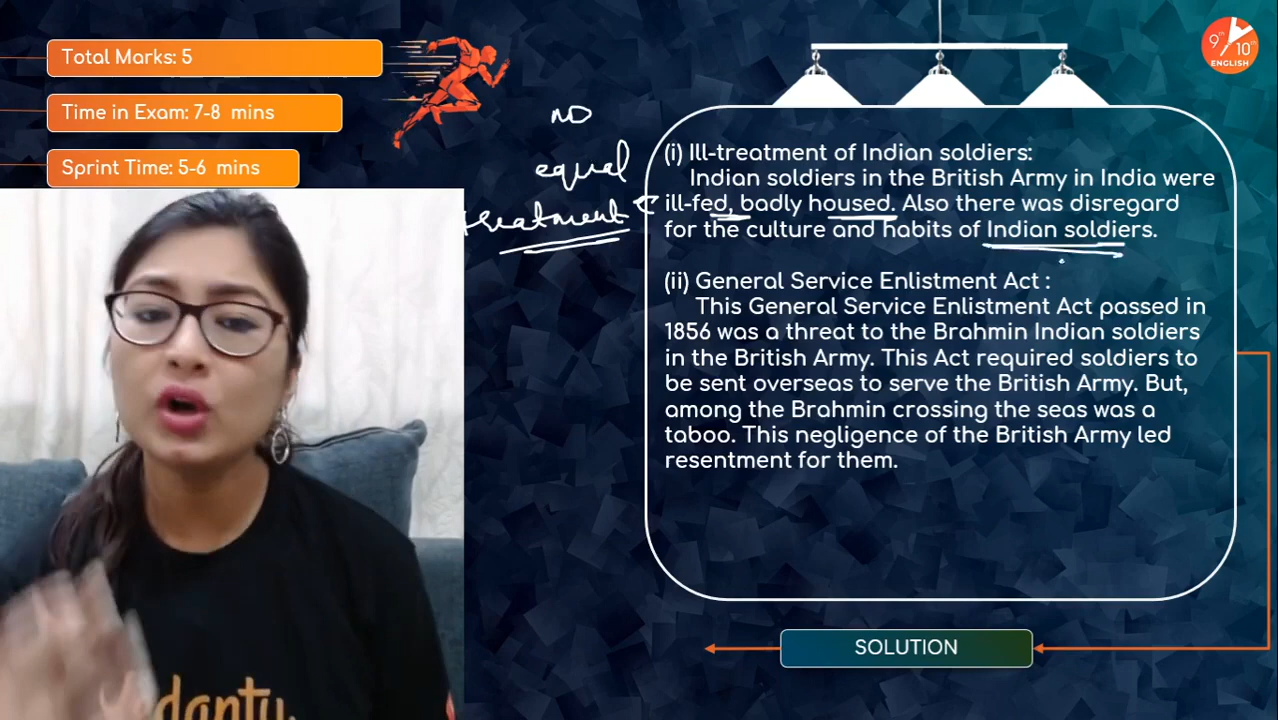 Total Marks: 5
Time in Exam: 7-8 mins
Sprint Time: 5-6 mins
9th 10th
ENGLISH
no
equal
treatment
(i) Ill-treatment of Indian soldiers:
Indian soldiers in the British Army in India were
ill-fed, badly housed. Also there was disregard
for the culture and habits of Indian soldiers.
(ii) General Service Enlistment Act :
This General Service Enlistment Act passed in
1856 was a threat to the Brahmin Indian soldiers
in the British Army. This Act required soldiers to
be sent overseas to serve the British Army. But,
among the Brahmin crossing the seas was a
taboo. This negligence of the British Army led
resentment for them.
SOLUTION